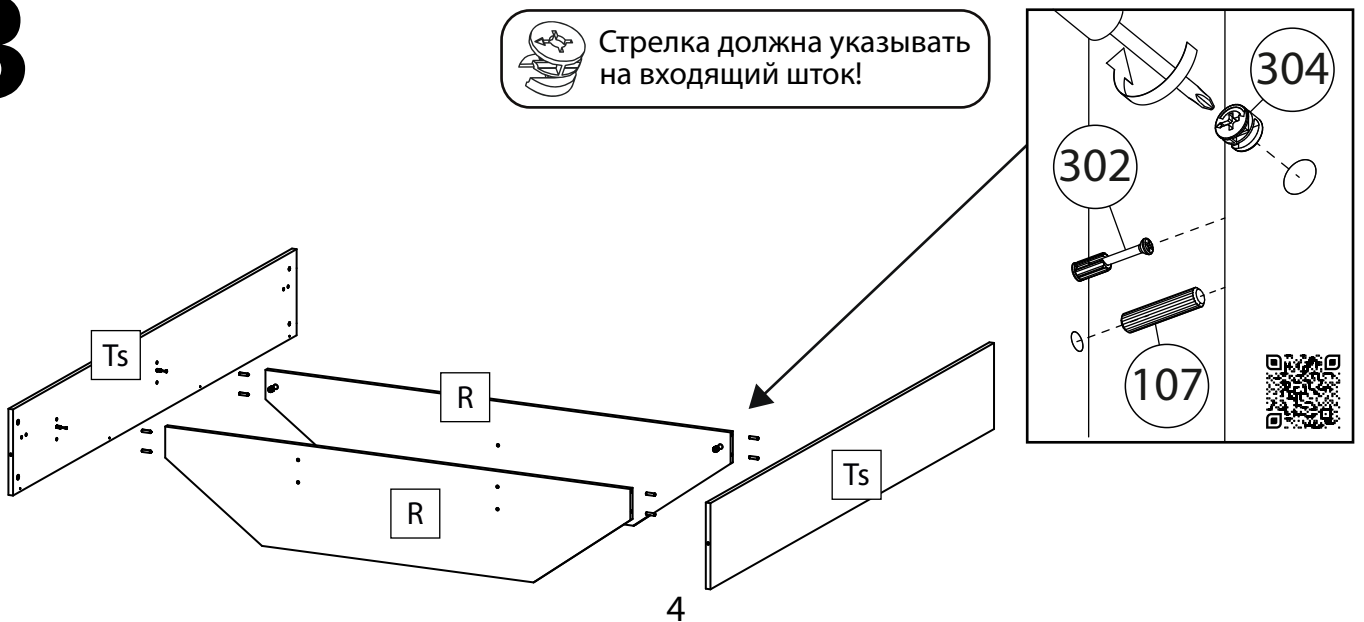 3
Стрелка должна указывать
на входящий шток!
304
302
107
Ts
R
R
Ts
4